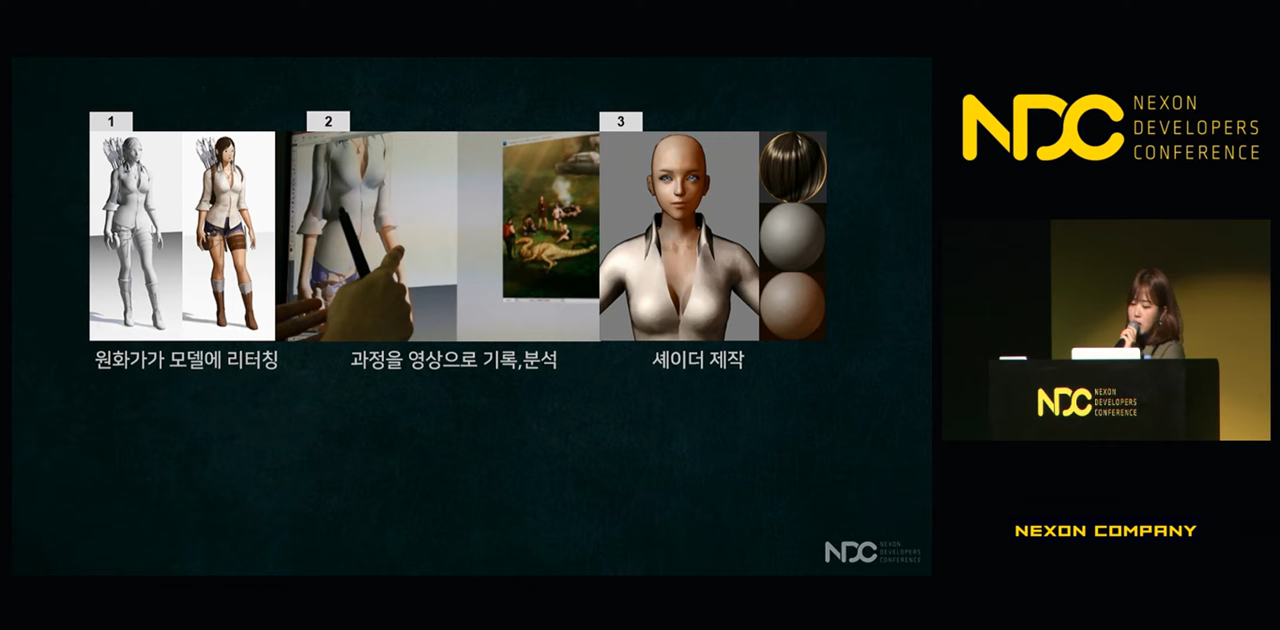 1
2
3
원화가가 모델에 리터칭
과정을 영상으로 기록,분석
셰이더 제작
NDC
NEXON
DEVELOPERS
CONFERENCE
NDC
NEXON
DEVELOPERS
CONFERENCE
NDC
NEXON
DEVELOPERS
CONFERENCE
NEXON COMPANY